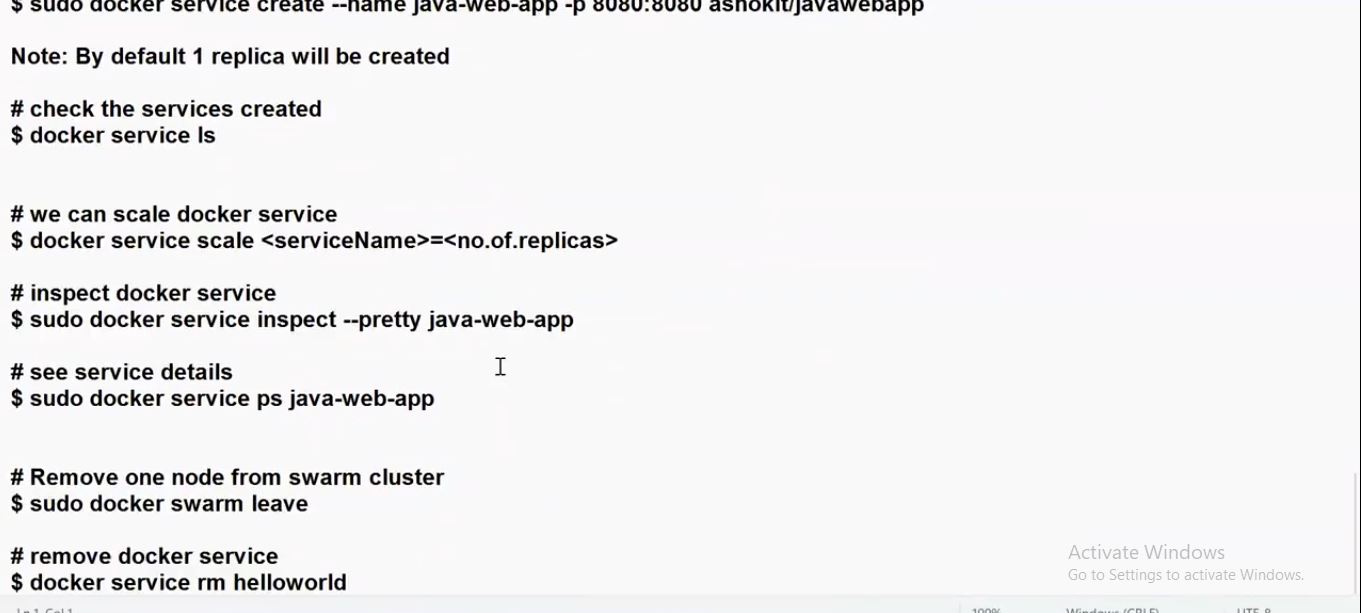 $ sudo docker service create --name java-web-app -p 8080:8080 ashokit/javawebapp
Note: By default 1 replica will be created
# check the services created
$ docker service ls
# we can scale docker service
$ docker service scale <serviceName>=<no.of.replicas>
# inspect docker service
$ sudo docker service inspect --pretty java-web-app
# see service details
$ sudo docker service ps java-web-app
# Remove one node from swarm cluster
$ sudo docker swarm leave
# remove docker service
$ docker service rm helloworld
Activate Windows
Go to Settings to activate Windows.
Ln 1, Col 1 100% Windows (CRLF) UTF-8